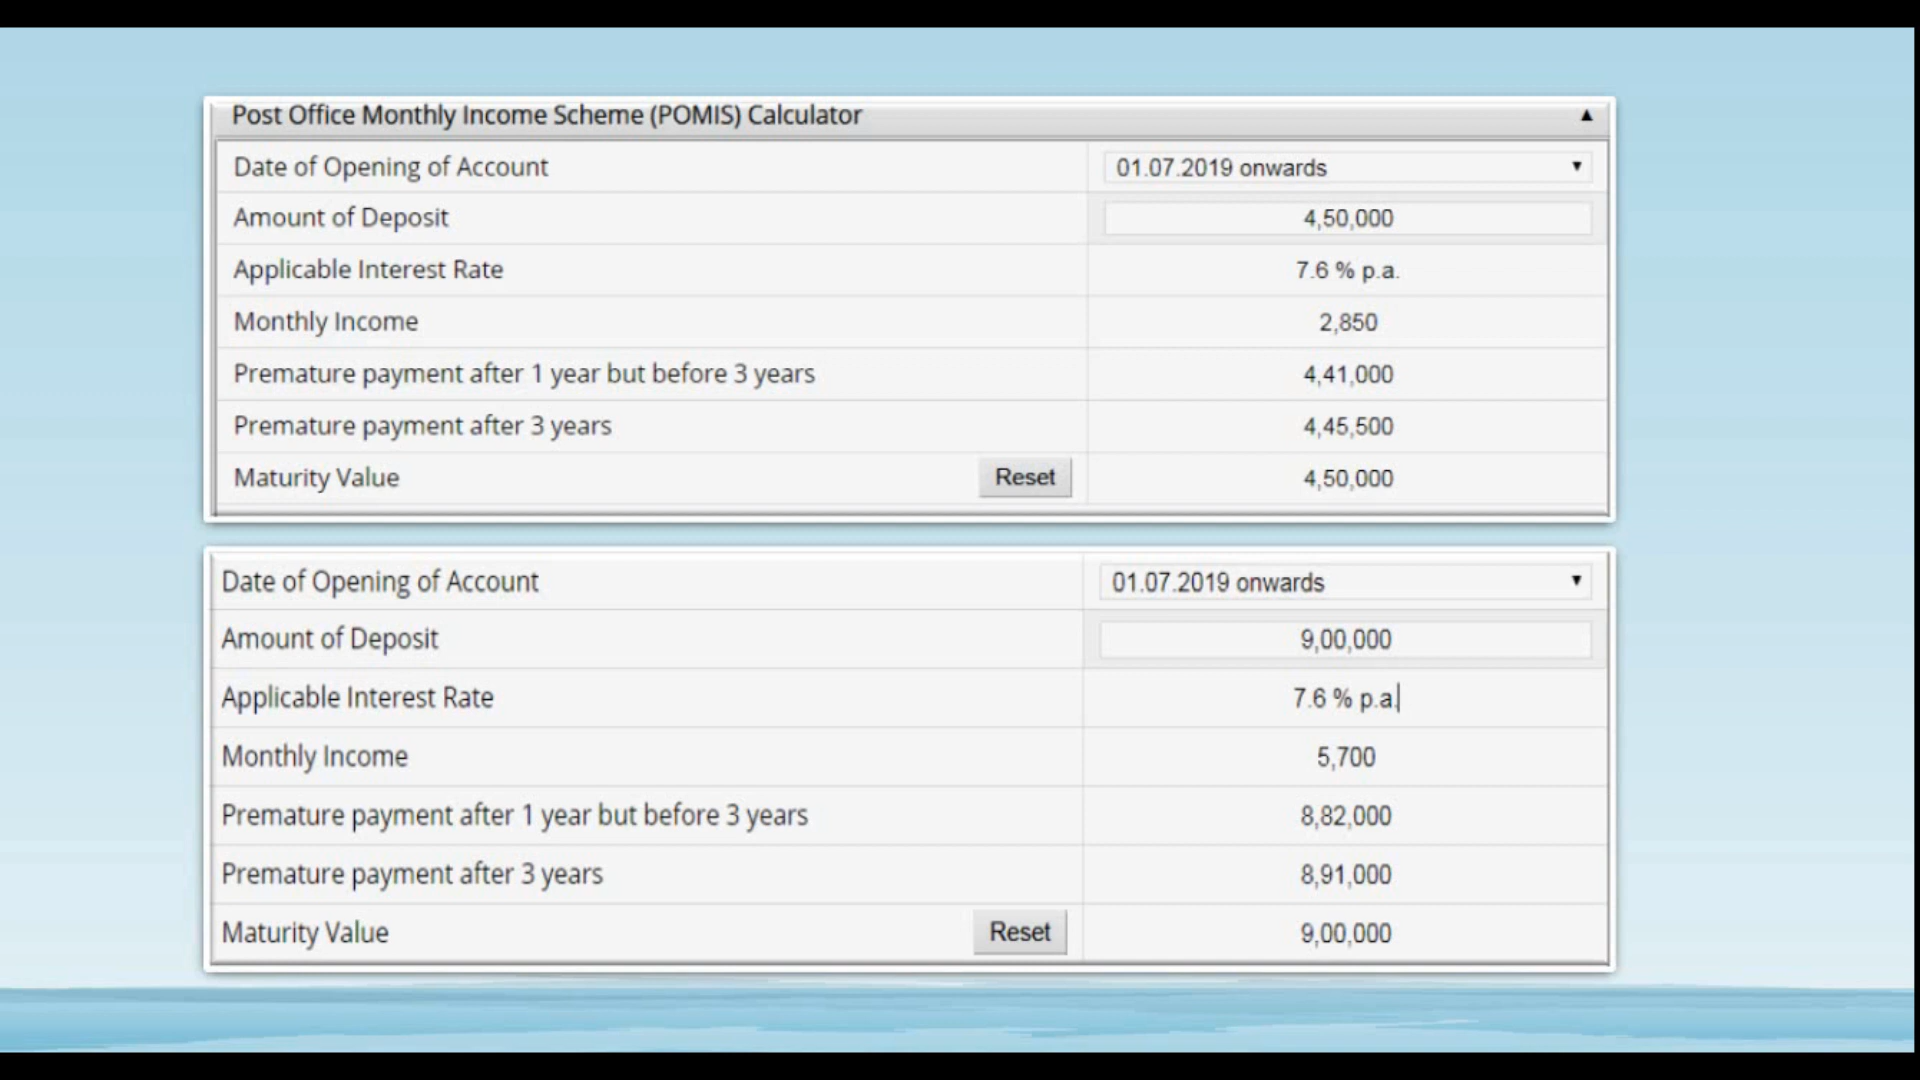 Post Office Monthly Income Scheme (POMIS) Calculator ▲
Date of Opening of Account 01.07.2019 onwards ▼
Amount of Deposit 4,50,000
Applicable Interest Rate 7.6 % p.a.
Monthly Income 2,850
Premature payment after 1 year but before 3 years 4,41,000
Premature payment after 3 years 4,45,500
Maturity Value Reset 4,50,000
Date of Opening of Account 01.07.2019 onwards ▼
Amount of Deposit 9,00,000
Applicable Interest Rate 7.6 % p.a.
Monthly Income 5,700
Premature payment after 1 year but before 3 years 8,82,000
Premature payment after 3 years 8,91,000
Maturity Value Reset 9,00,000